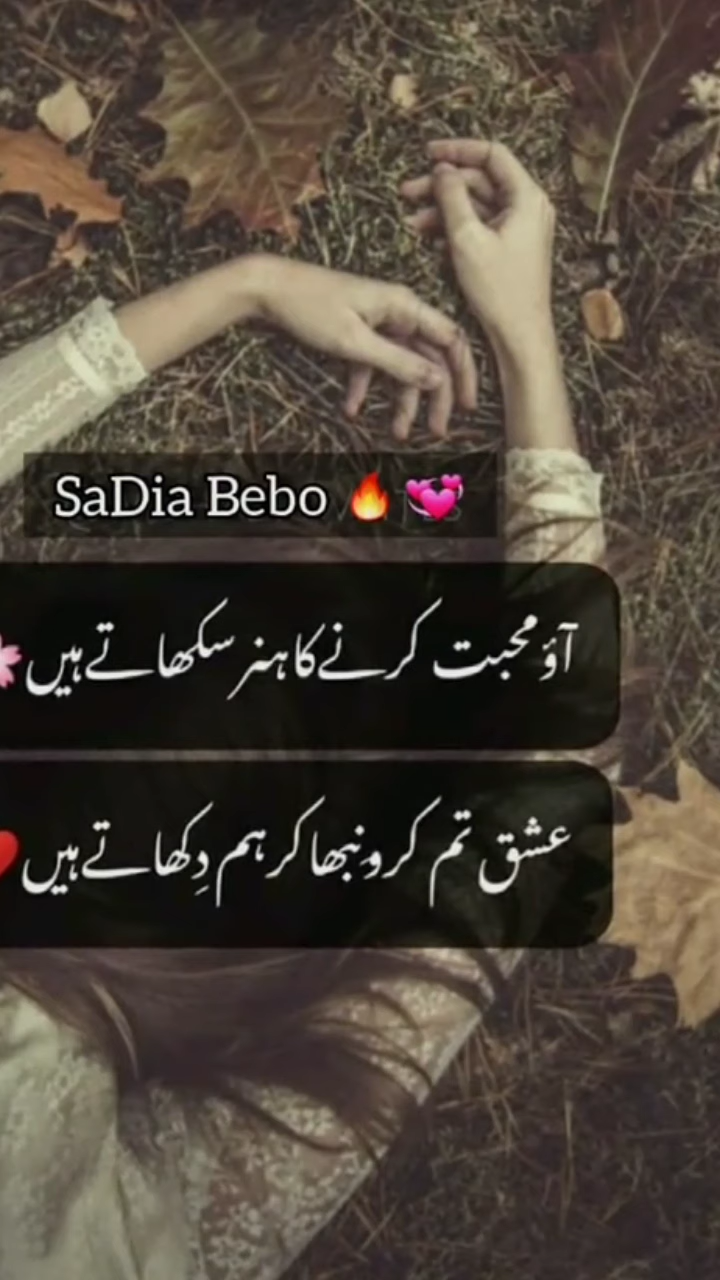 SaDia Bebo 🔥 💞
آؤ محبت کرنے کا ہنر سکھاتے ہیں 🌸
عشق تم کرو نبھا کر ہم دِکھاتے ہیں ❤